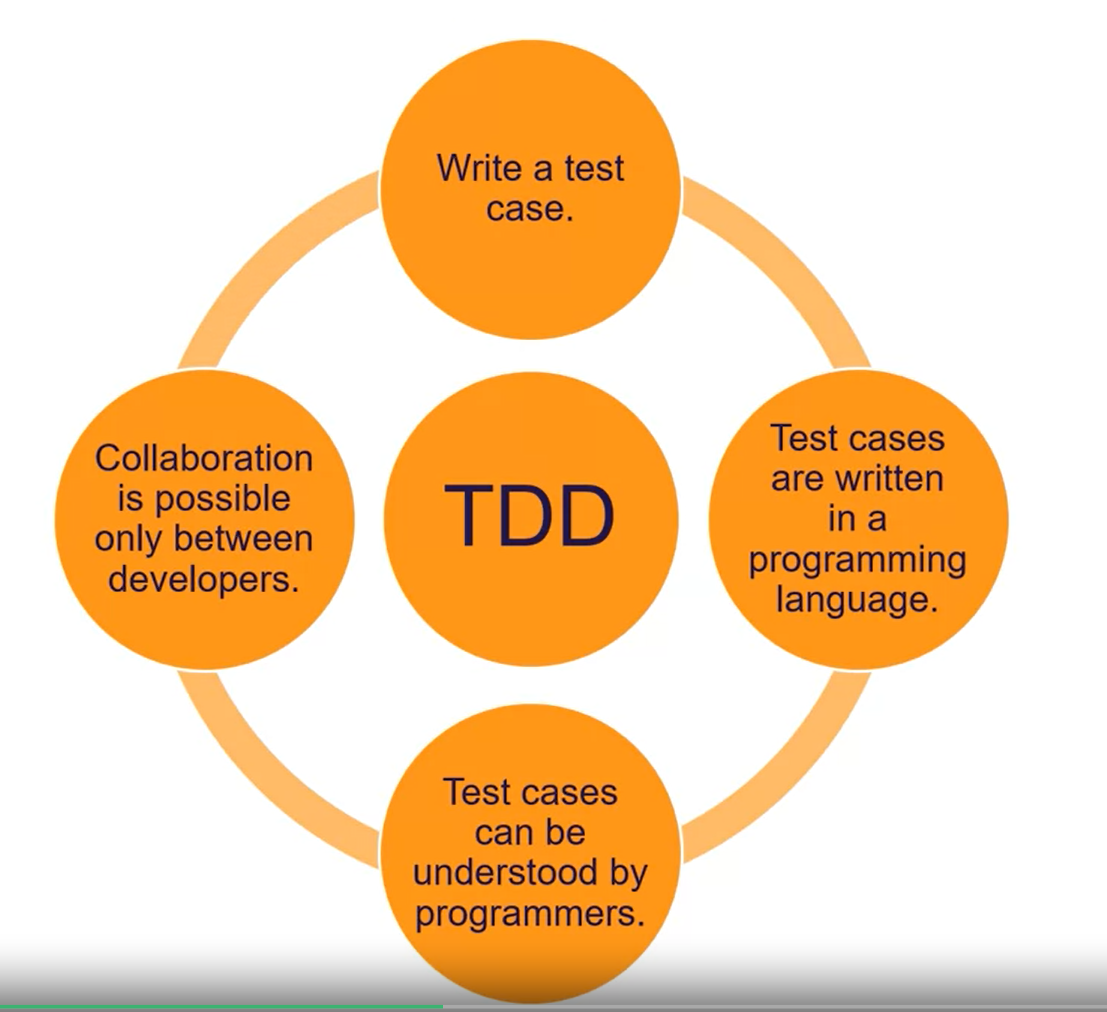 Write a test
case.
Collaboration
is possible
only between
developers.
TDD
Test cases
are written
in a
programming
language.
Test cases
can be
understood by
programmers.